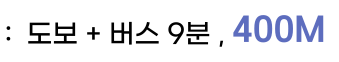 : 도보 + 버스 9분 , 400M